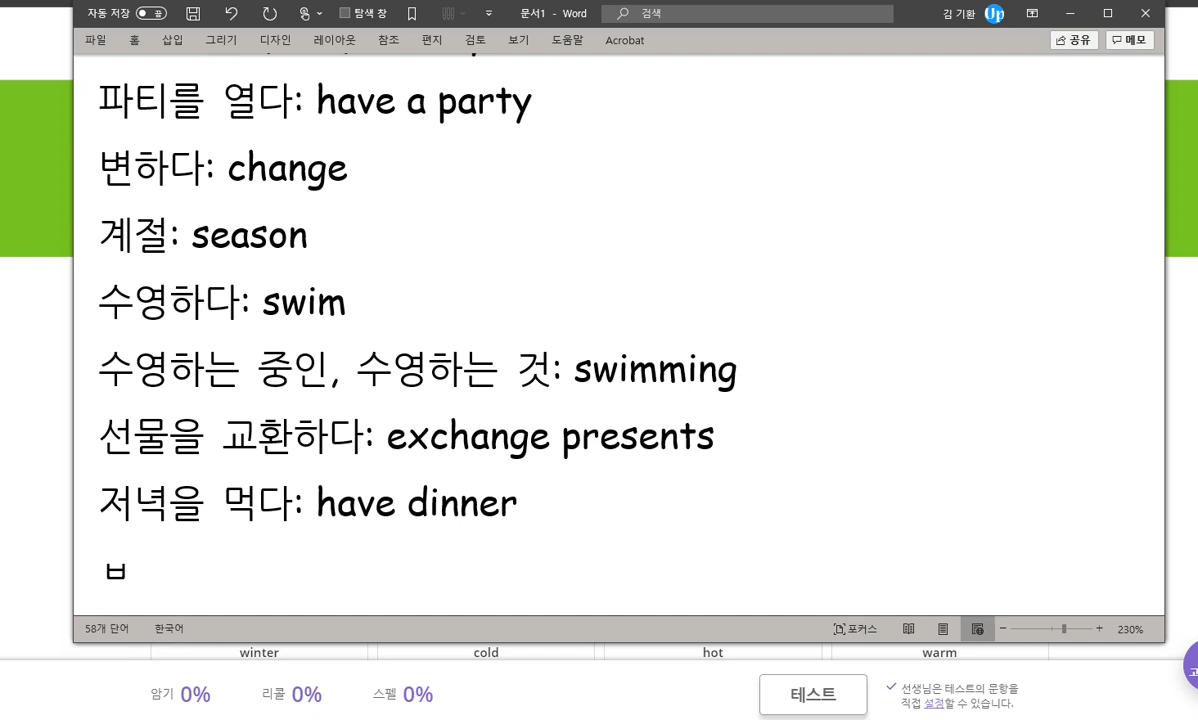 자동 저장 끔 탐색 창 문서1 - Word 검색 김 기환 Up
파일 홈 삽입 그리기 디자인 레이아웃 참조 편지 검토 보기 도움말 Acrobat 공유 메모
파티를 열다: have a party
변하다: change
계절: season
수영하다: swim
수영하는 중인, 수영하는 것: swimming
선물을 교환하다: exchange presents
저녁을 먹다: have dinner
ㅂ
58개 단어 한국어 포커스 230%
winter cold hot warm
암기 0% 리콜 0% 스펠 0% 테스트
선생님은 테스트의 문항을
직접 설정할 수 있습니다.